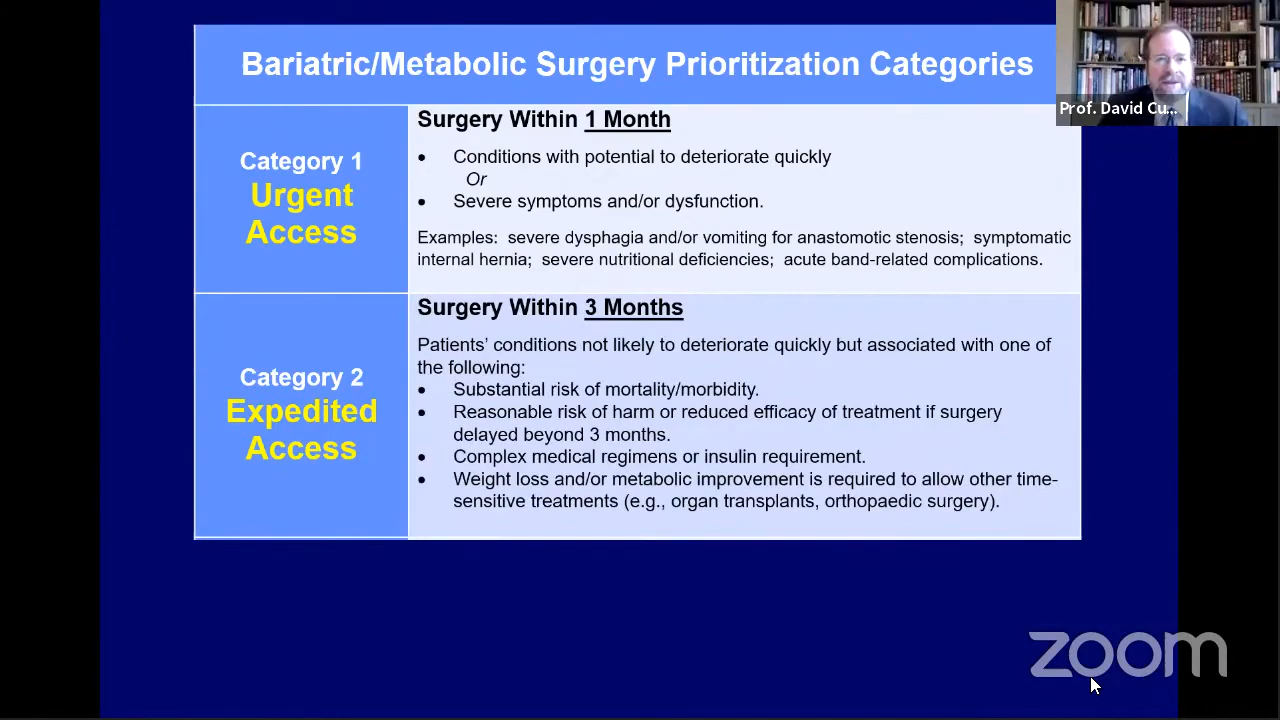 Bariatric/Metabolic Surgery Prioritization Categories
Prof. David Cu...
Category 1
Urgent
Access
Surgery Within 1 Month
• Conditions with potential to deteriorate quickly
Or
• Severe symptoms and/or dysfunction.
Examples: severe dysphagia and/or vomiting for anastomotic stenosis; symptomatic
internal hernia; severe nutritional deficiencies; acute band-related complications.
Category 2
Expedited
Access
Surgery Within 3 Months
Patients’ conditions not likely to deteriorate quickly but associated with one of
the following:
• Substantial risk of mortality/morbidity.
• Reasonable risk of harm or reduced efficacy of treatment if surgery
delayed beyond 3 months.
• Complex medical regimens or insulin requirement.
• Weight loss and/or metabolic improvement is required to allow other time-
sensitive treatments (e.g., organ transplants, orthopaedic surgery).
zoom